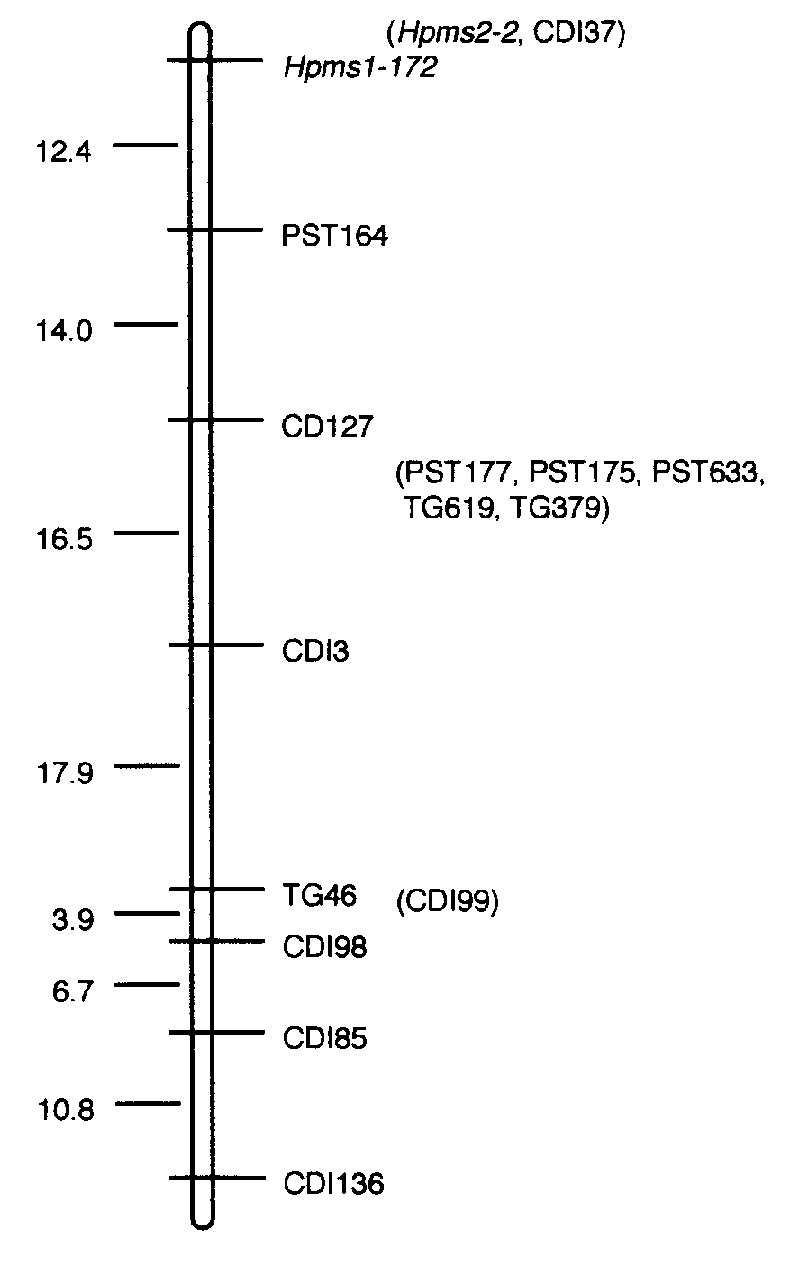 (Hpms2-2, CDI37)
Hpms1-172
12.4
PST164
14.0
CD127
(PST177, PST175, PST633,
TG619, TG379)
16.5
CDI3
17.9
TG46 (CDI99)
3.9
CDI98
6.7
CDI85
10.8
CDI136